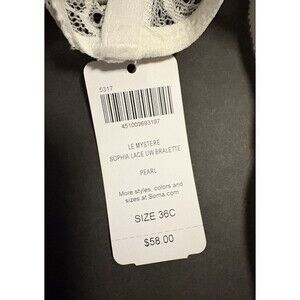 5317
451009693197
LE MYSTERE
SOPHIA LACE UW BRALETTE
PEARL
More styles, colors and
sizes at Soma.com
SIZE 36C
$58.00